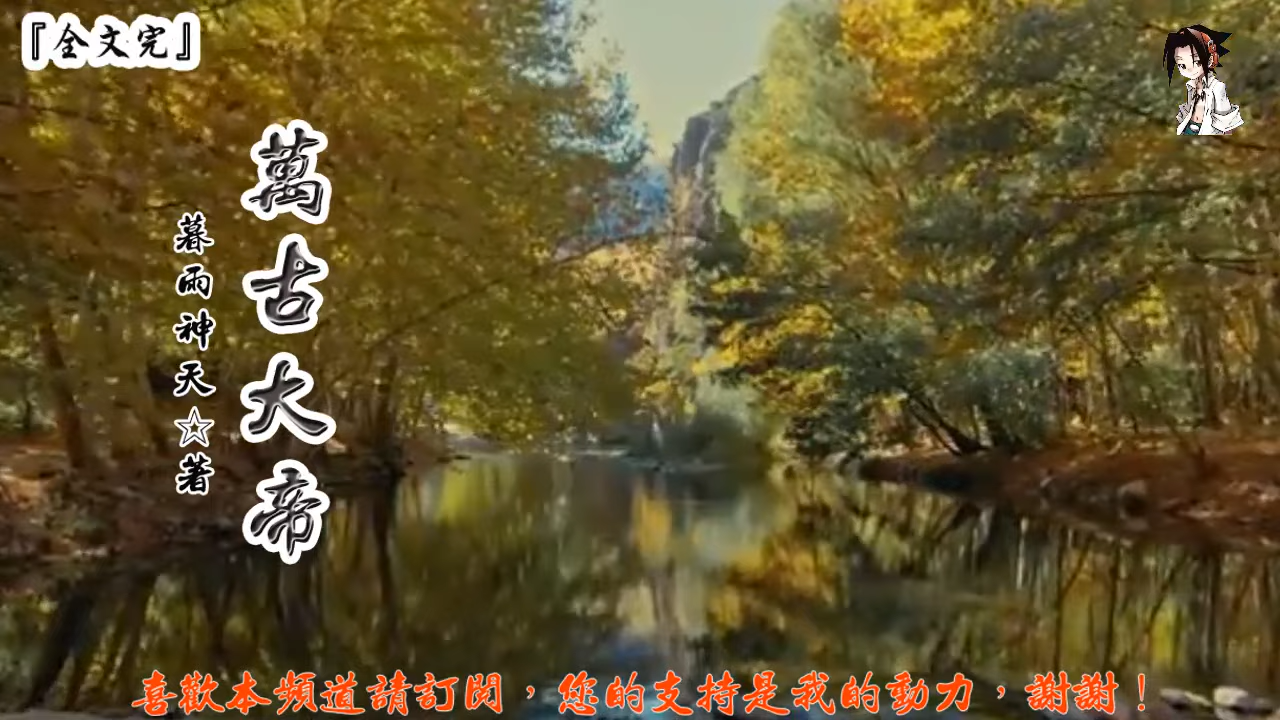 『全文完』
萬古大帝
暮雨神天☆著
喜歡本頻道請訂閱，您的支持是我的動力，謝謝！